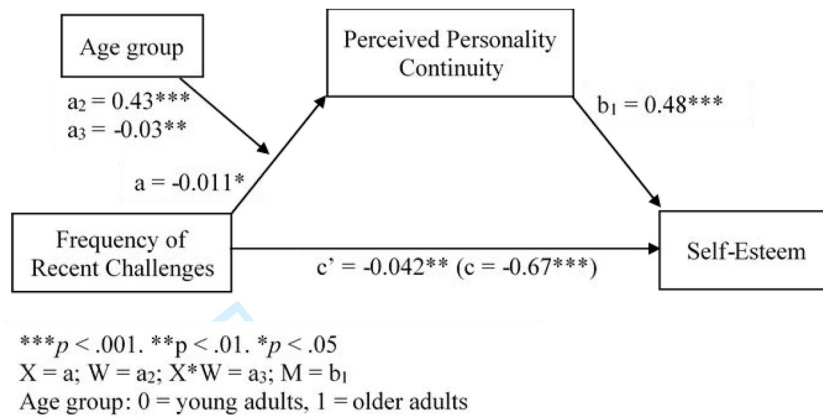 Age group
Perceived Personality
Continuity
a₂ = 0.43***
a₃ = -0.03**
b₁ = 0.48***
a = -0.011*
Frequency of
Recent Challenges
Self-Esteem
c’ = -0.042** (c = -0.67***)
***p < .001. **p < .01. *p < .05
X = a; W = a₂; X*W = a₃; M = b₁
Age group: 0 = young adults, 1 = older adults